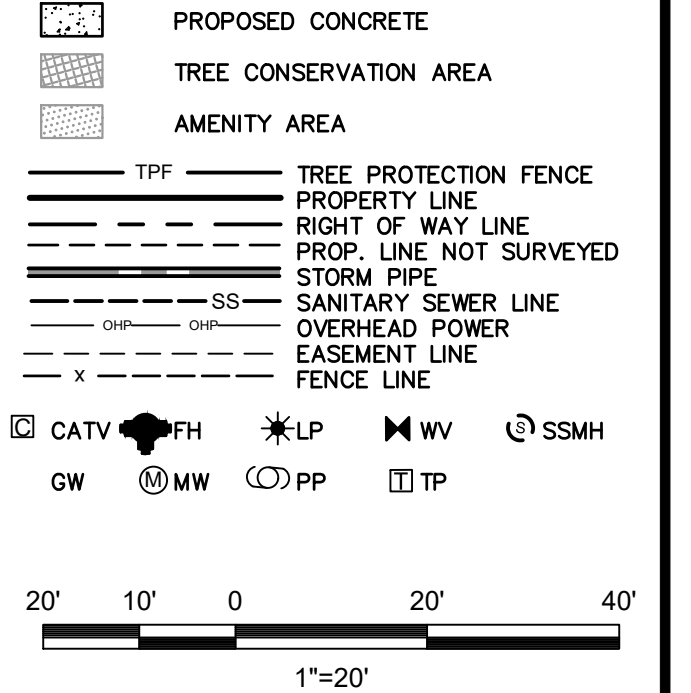 PROPOSED CONCRETE
TREE CONSERVATION AREA
AMENITY AREA
TPF TREE PROTECTION FENCE
PROPERTY LINE
RIGHT OF WAY LINE
PROP. LINE NOT SURVEYED
STORM PIPE
SS SANITARY SEWER LINE
OHP OHP OVERHEAD POWER
EASEMENT LINE
X FENCE LINE
C CATV FH LP WV S SSMH
GW M MW PP T TP
20' 10' 0 20' 40'
1"=20'